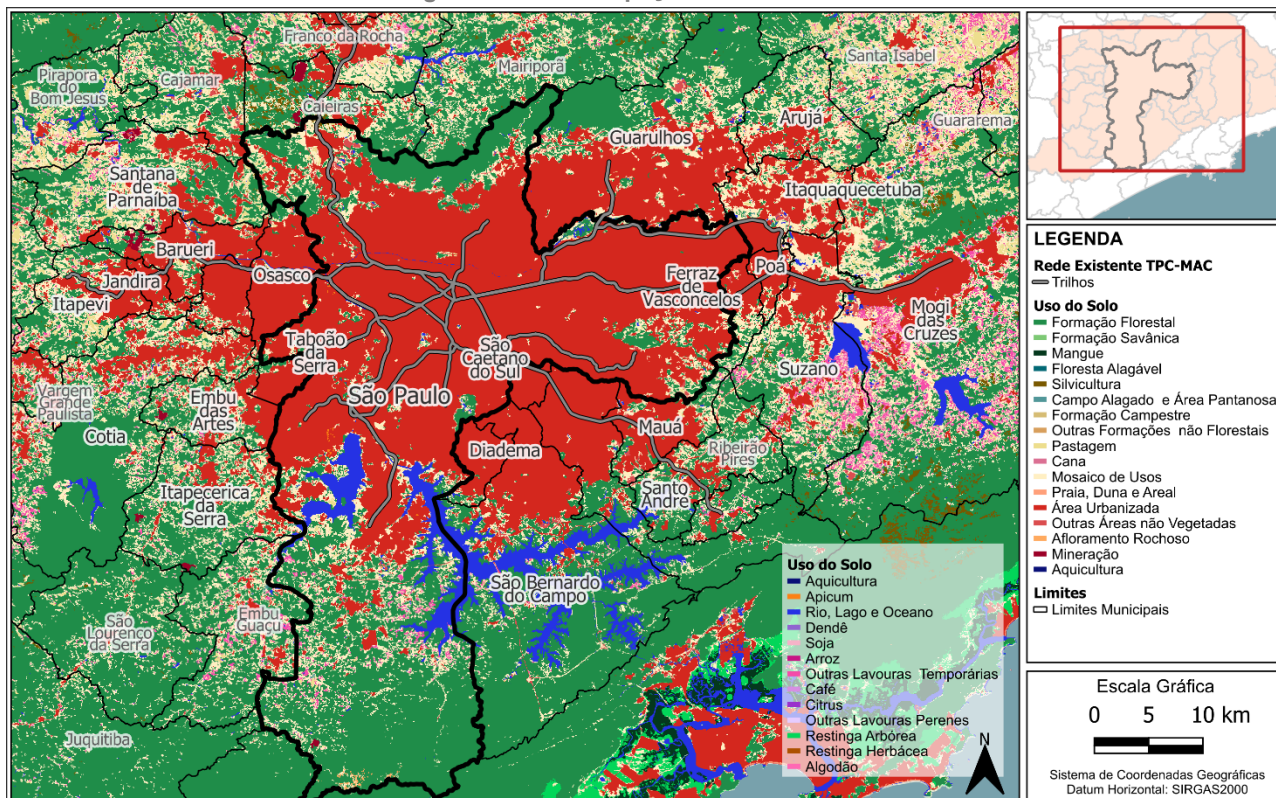 Franco da Rocha
Mairiporã
Santa Isabel
Pirapora
do
Bom Jesus
Cajamar
Caieiras
Guararema
Arujá
Guarulhos
Santana
de
Parnaíba
Itaquaquecetuba
Barueri
Jandira
Itapevi
Osasco
Poá
Ferraz
de
Vasconcelos
Mogi
das
Cruzes
Taboão
da
Serra
São
Caetano
do Sul
Suzano
São Paulo
Vargem
Grande
Paulista
Cotia
Embu
das
Artes
Mauá
Diadema
Ribeirão
Pires
Itapecerica
da
Serra
Santo
André
São Bernardo
do Campo
São
Lourenço
da Serra
Embu
Guaçu
Juquitiba
Uso do Solo
Aquicultura
Apicum
Rio, Lago e Oceano
Dendê
Soja
Arroz
Outras Lavouras Temporárias
Café
Citrus
Outras Lavouras Perenes
Restinga Arbórea
Restinga Herbácea
Algodão
N
LEGENDA
Rede Existente TPC-MAC
Trilhos
Uso do Solo
Formação Florestal
Formação Savânica
Mangue
Floresta Alagável
Silvicultura
Campo Alagado e Área Pantanosa
Formação Campestre
Outras Formações não Florestais
Pastagem
Cana
Mosaico de Usos
Praia, Duna e Areal
Área Urbanizada
Outras Áreas não Vegetadas
Afloramento Rochoso
Mineração
Aquicultura
Limites
Limites Municipais
Escala Gráfica
0 5 10 km
Sistema de Coordenadas Geográficas
Datum Horizontal: SIRGAS2000